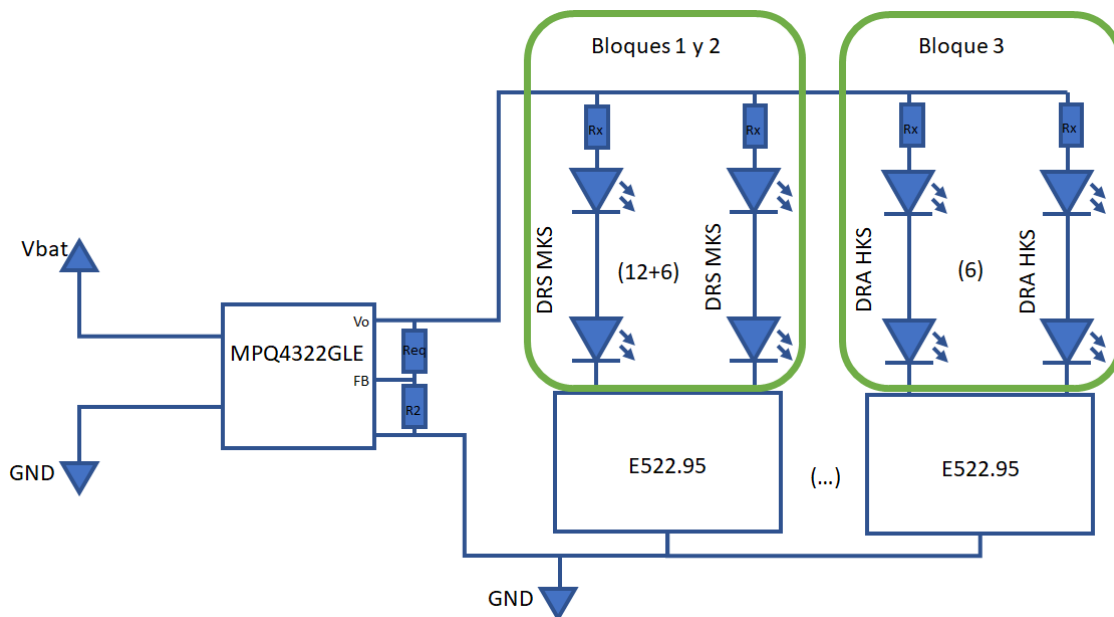 Bloques 1 y 2
Bloque 3
Rx
Rx
Rx
Rx
DRS MKS
(12+6)
DRS MKS
DRA HKS
(6)
DRA HKS
Vbat
Vo
MPQ4322GLE
Req
FB
R2
GND
E522.95
(...)
E522.95
GND